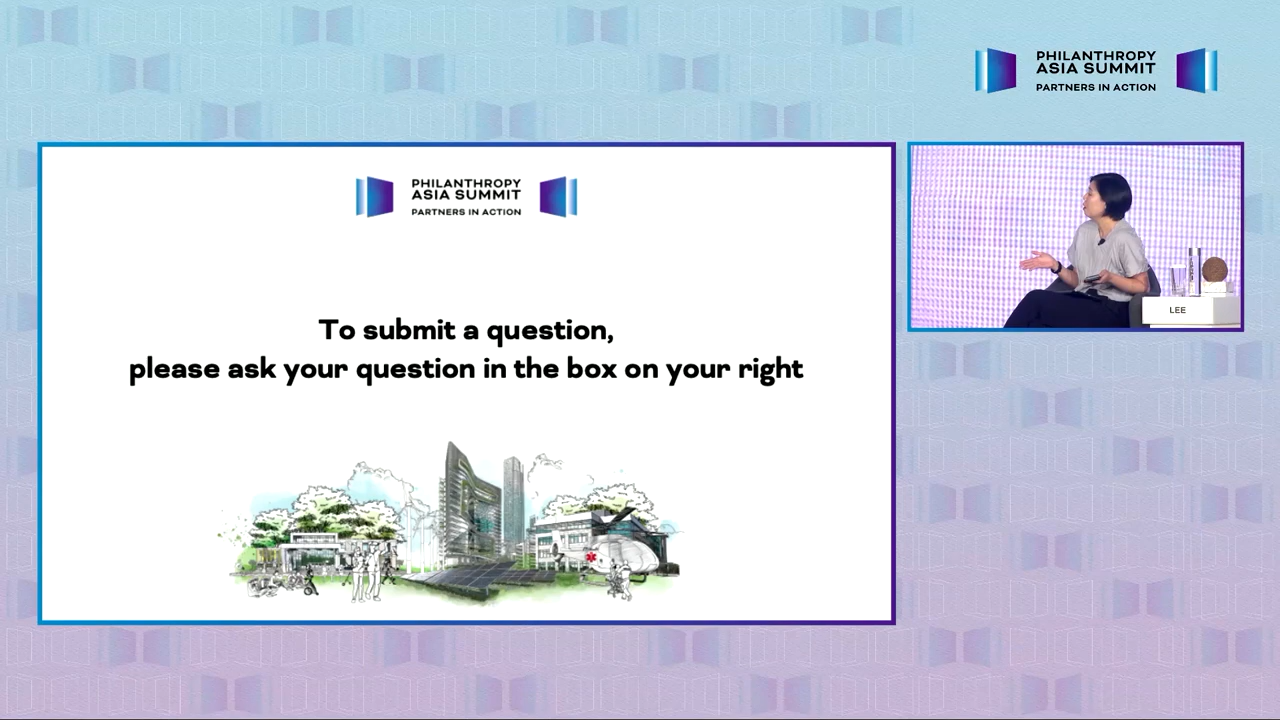 PHILANTHROPY
ASIA SUMMIT
PARTNERS IN ACTION
PHILANTHROPY
ASIA SUMMIT
PARTNERS IN ACTION
To submit a question,
please ask your question in the box on your right
LEE